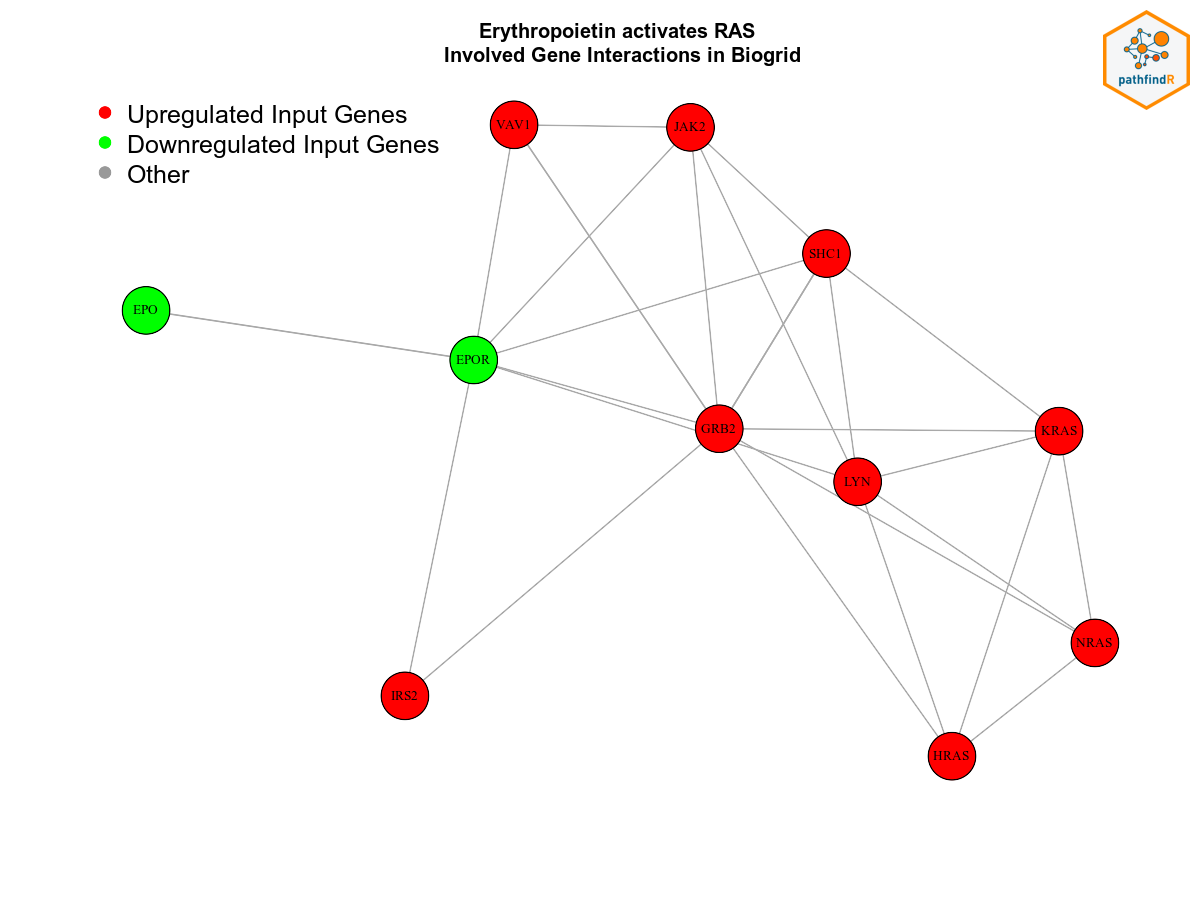 Erythropoietin activates RAS
Involved Gene Interactions in Biogrid
pathfindR
Upregulated Input Genes
Downregulated Input Genes
Other
VAV1
JAK2
SHC1
EPO
EPOR
GRB2
KRAS
LYN
NRAS
IRS2
HRAS